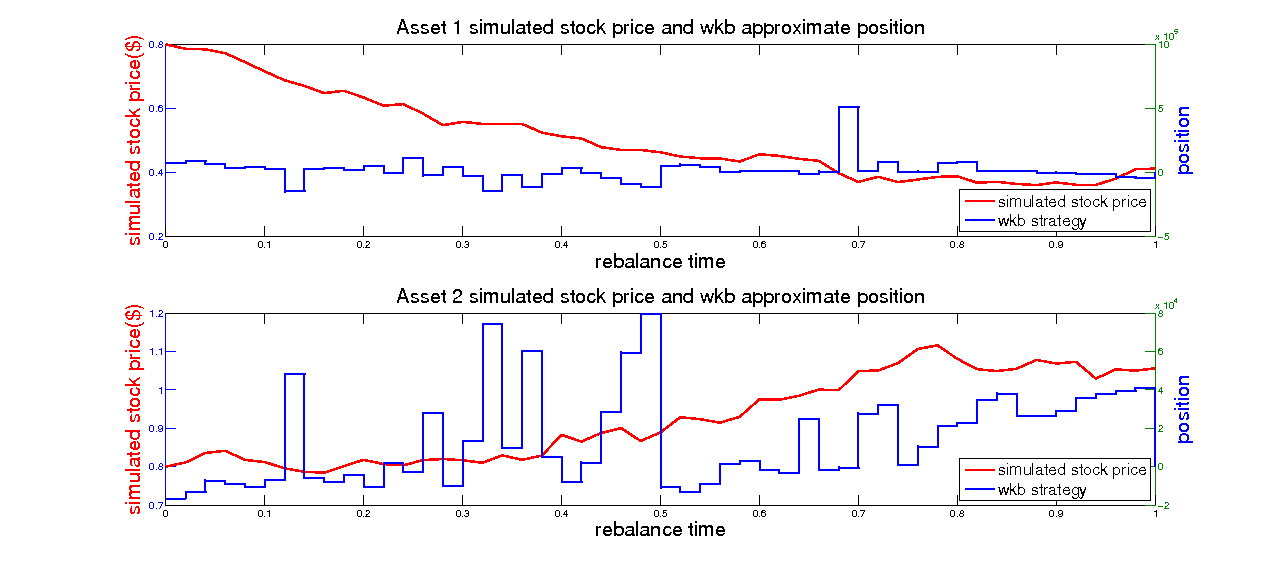 Asset 1 simulated stock price and wkb approximate position
x 10^5
simulated stock price($)
0.8
0.6
0.4
0.2
10
5
0
-5
position
simulated stock price
wkb strategy
0 0.1 0.2 0.3 0.4 0.5 0.6 0.7 0.8 0.9 1
rebalance time
Asset 2 simulated stock price and wkb approximate position
x 10^4
simulated stock price($)
1.2
1.1
1
0.9
0.8
0.7
8
6
4
2
0
-2
position
simulated stock price
wkb strategy
0 0.1 0.2 0.3 0.4 0.5 0.6 0.7 0.8 0.9 1
rebalance time